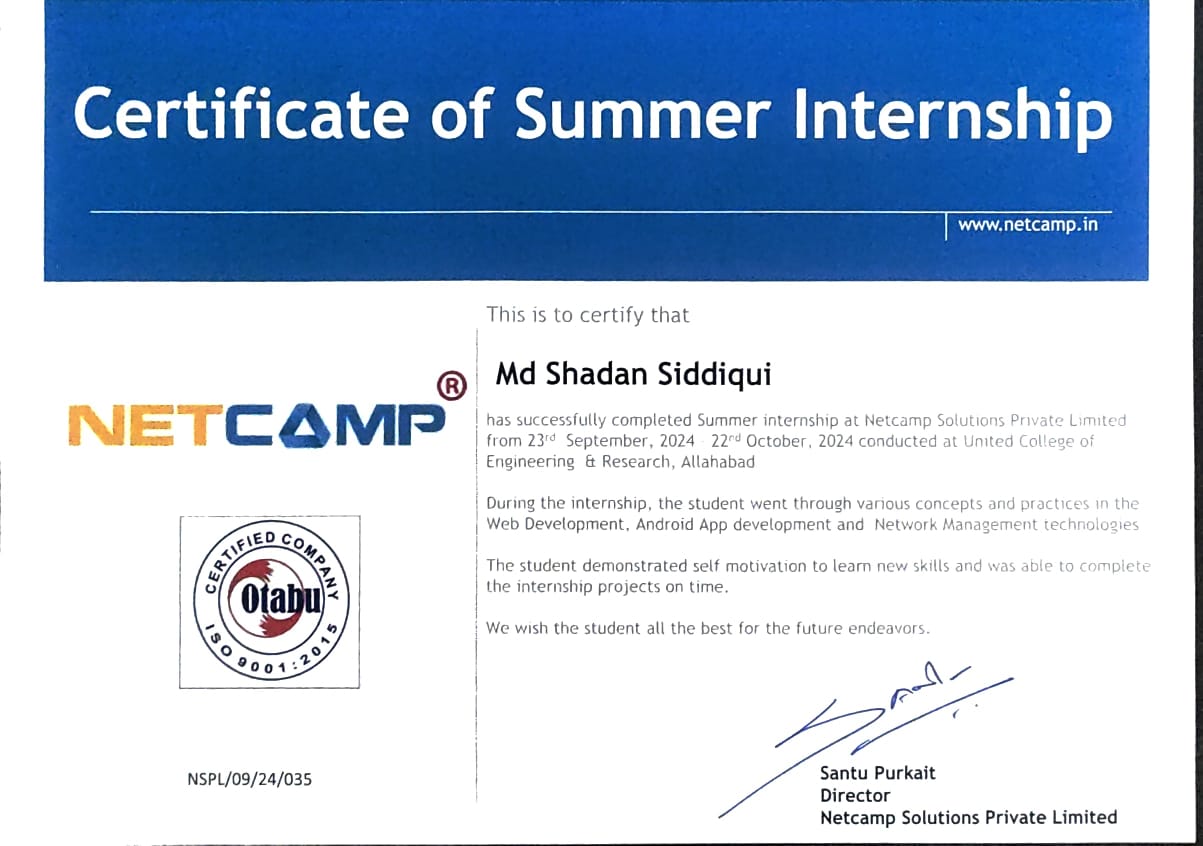 Certificate of Summer Internship
www.netcamp.in
This is to certify that
Md Shadan Siddiqui
NETCAMP®
has successfully completed Summer internship at Netcamp Solutions Private Limited
from 23rd September, 2024 - 22nd October, 2024 conducted at United College of
Engineering & Research, Allahabad
During the internship, the student went through various concepts and practices in the
Web Development, Android App development and Network Management technologies
The student demonstrated self motivation to learn new skills and was able to complete
the internship projects on time.
We wish the student all the best for the future endeavors.
CERTIFIED COMPANY
Otabu
ISO 9001:2015
NSPL/09/24/035
Santu Purkait
Director
Netcamp Solutions Private Limited